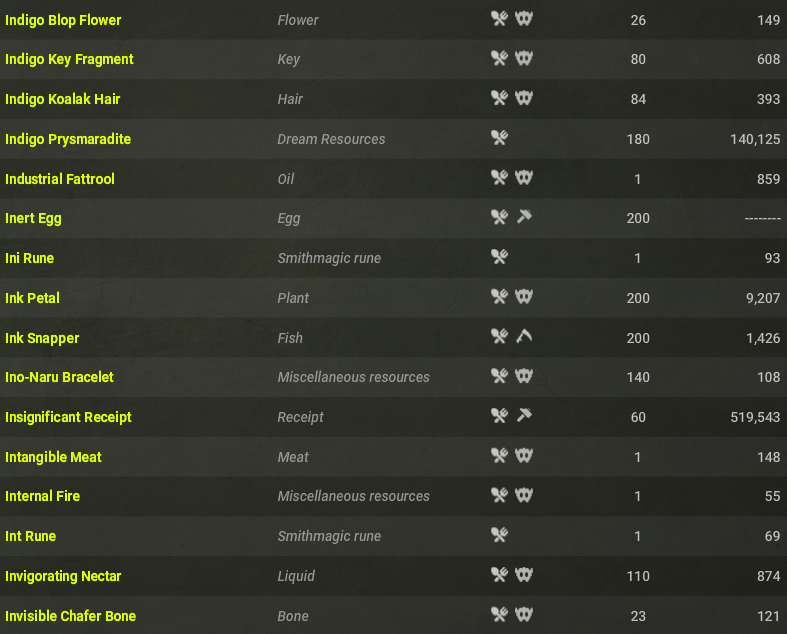 Indigo Blop Flower Flower 26 149
Indigo Key Fragment Key 80 608
Indigo Koalak Hair Hair 84 393
Indigo Prysmaradite Dream Resources 180 140,125
Industrial Fattrool Oil 1 859
Inert Egg Egg 200 --------
Ini Rune Smithmagic rune 1 93
Ink Petal Plant 200 9,207
Ink Snapper Fish 200 1,426
Ino-Naru Bracelet Miscellaneous resources 140 108
Insignificant Receipt Receipt 60 519,543
Intangible Meat Meat 1 148
Internal Fire Miscellaneous resources 1 55
Int Rune Smithmagic rune 1 69
Invigorating Nectar Liquid 110 874
Invisible Chafer Bone Bone 23 121